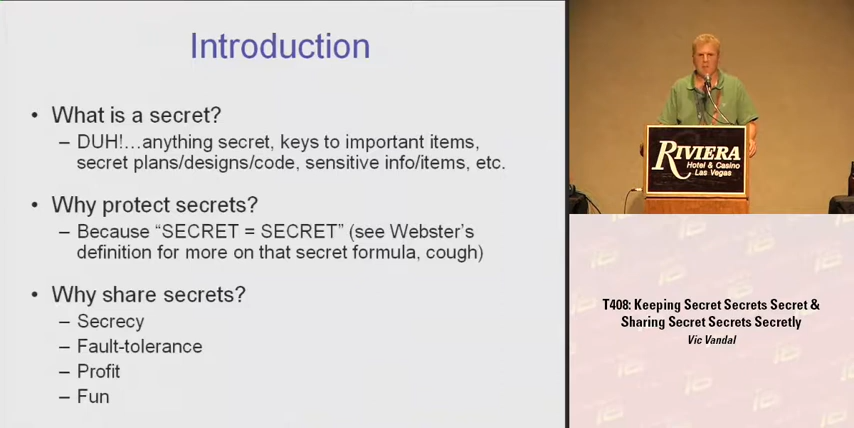 Introduction
• What is a secret?
– DUH!…anything secret, keys to important items,
secret plans/designs/code, sensitive info/items, etc.
• Why protect secrets?
– Because “SECRET = SECRET” (see Webster’s
definition for more on that secret formula, cough)
• Why share secrets?
– Secrecy
– Fault-tolerance
– Profit
– Fun
RIVIERA
Hotel & Casino
Las Vegas
T408: Keeping Secret Secrets Secret &
Sharing Secret Secrets Secretly
Vic Vandal